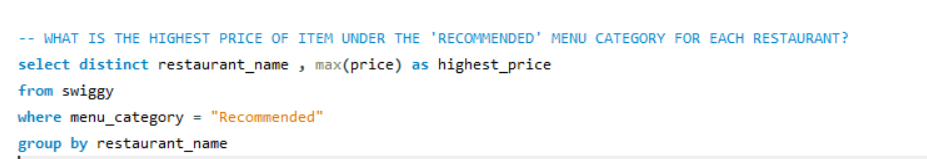 -- WHAT IS THE HIGHEST PRICE OF ITEM UNDER THE 'RECOMMENDED' MENU CATEGORY FOR EACH RESTAURANT?
select distinct restaurant_name , max(price) as highest_price
from swiggy
where menu_category = "Recommended"
group by restaurant_name